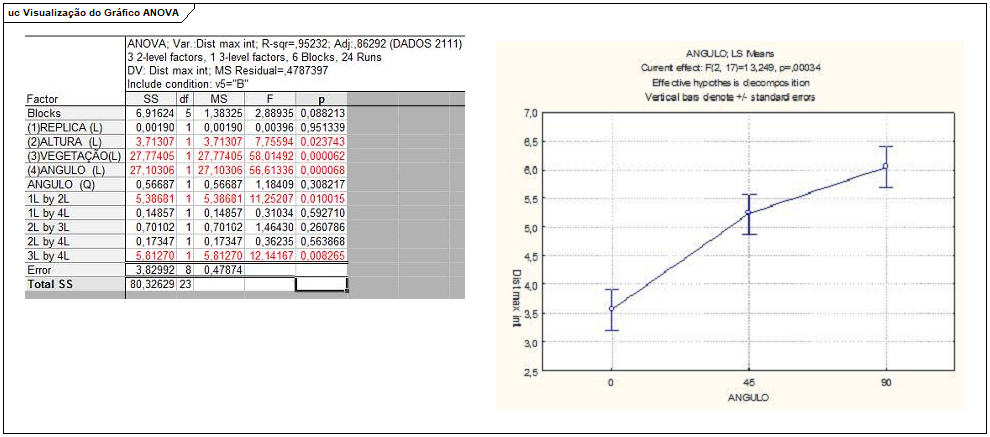 uc Visualização do Gráfico ANOVA
ANOVA; Var.:Dist max int; R-sqr=,95232; Adj:,86292 (DADOS 2111)
3 2-level factors, 1 3-level factors, 6 Blocks, 24 Runs
DV: Dist max int; MS Residual=,4787397
Include condition: v5="B"
Factor SS df MS F p
Blocks 6,91624 5 1,38325 2,88935 0,088213
(1)REPLICA (L) 0,00190 1 0,00190 0,00396 0,951339
(2)ALTURA (L) 3,71307 1 3,71307 7,75594 0,023743
(3)VEGETAÇÃO(L) 27,77405 1 27,77405 58,01492 0,000062
(4)ANGULO (L) 27,10306 1 27,10306 56,61336 0,000068
ANGULO (Q) 0,56687 1 0,56687 1,18409 0,308217
1L by 2L 5,38681 1 5,38681 11,25207 0,010015
1L by 4L 0,14857 1 0,14857 0,31034 0,592710
2L by 3L 0,70102 1 0,70102 1,46430 0,260786
2L by 4L 0,17347 1 0,17347 0,36235 0,563868
3L by 4L 5,81270 1 5,81270 12,14167 0,008265
Error 3,82992 8 0,47874
Total SS 80,32629 23
ANGULO; LS Means
Current effect: F(2, 17)=13,249, p=,00034
Effective hypothesis decomposition
Vertical bars denote +/- standard errors
7,0
6,5
6,0
5,5
5,0
4,5
4,0
3,5
3,0
2,5
Dist max int
0 45 90
ANGULO